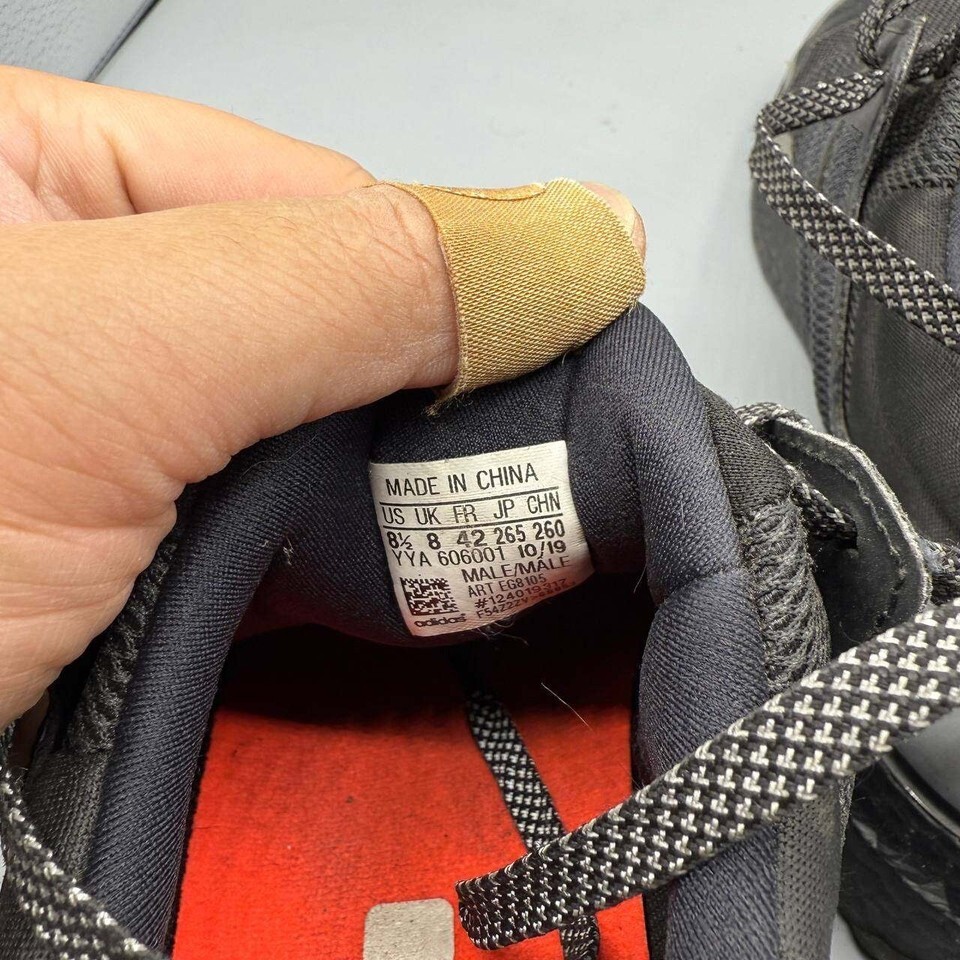 MADE IN CHINA
US UK FR JP CHN
8½ 8 42 265 260
YYA 606001 10/19
MALE/MÂLE
ART EG8105
adidas